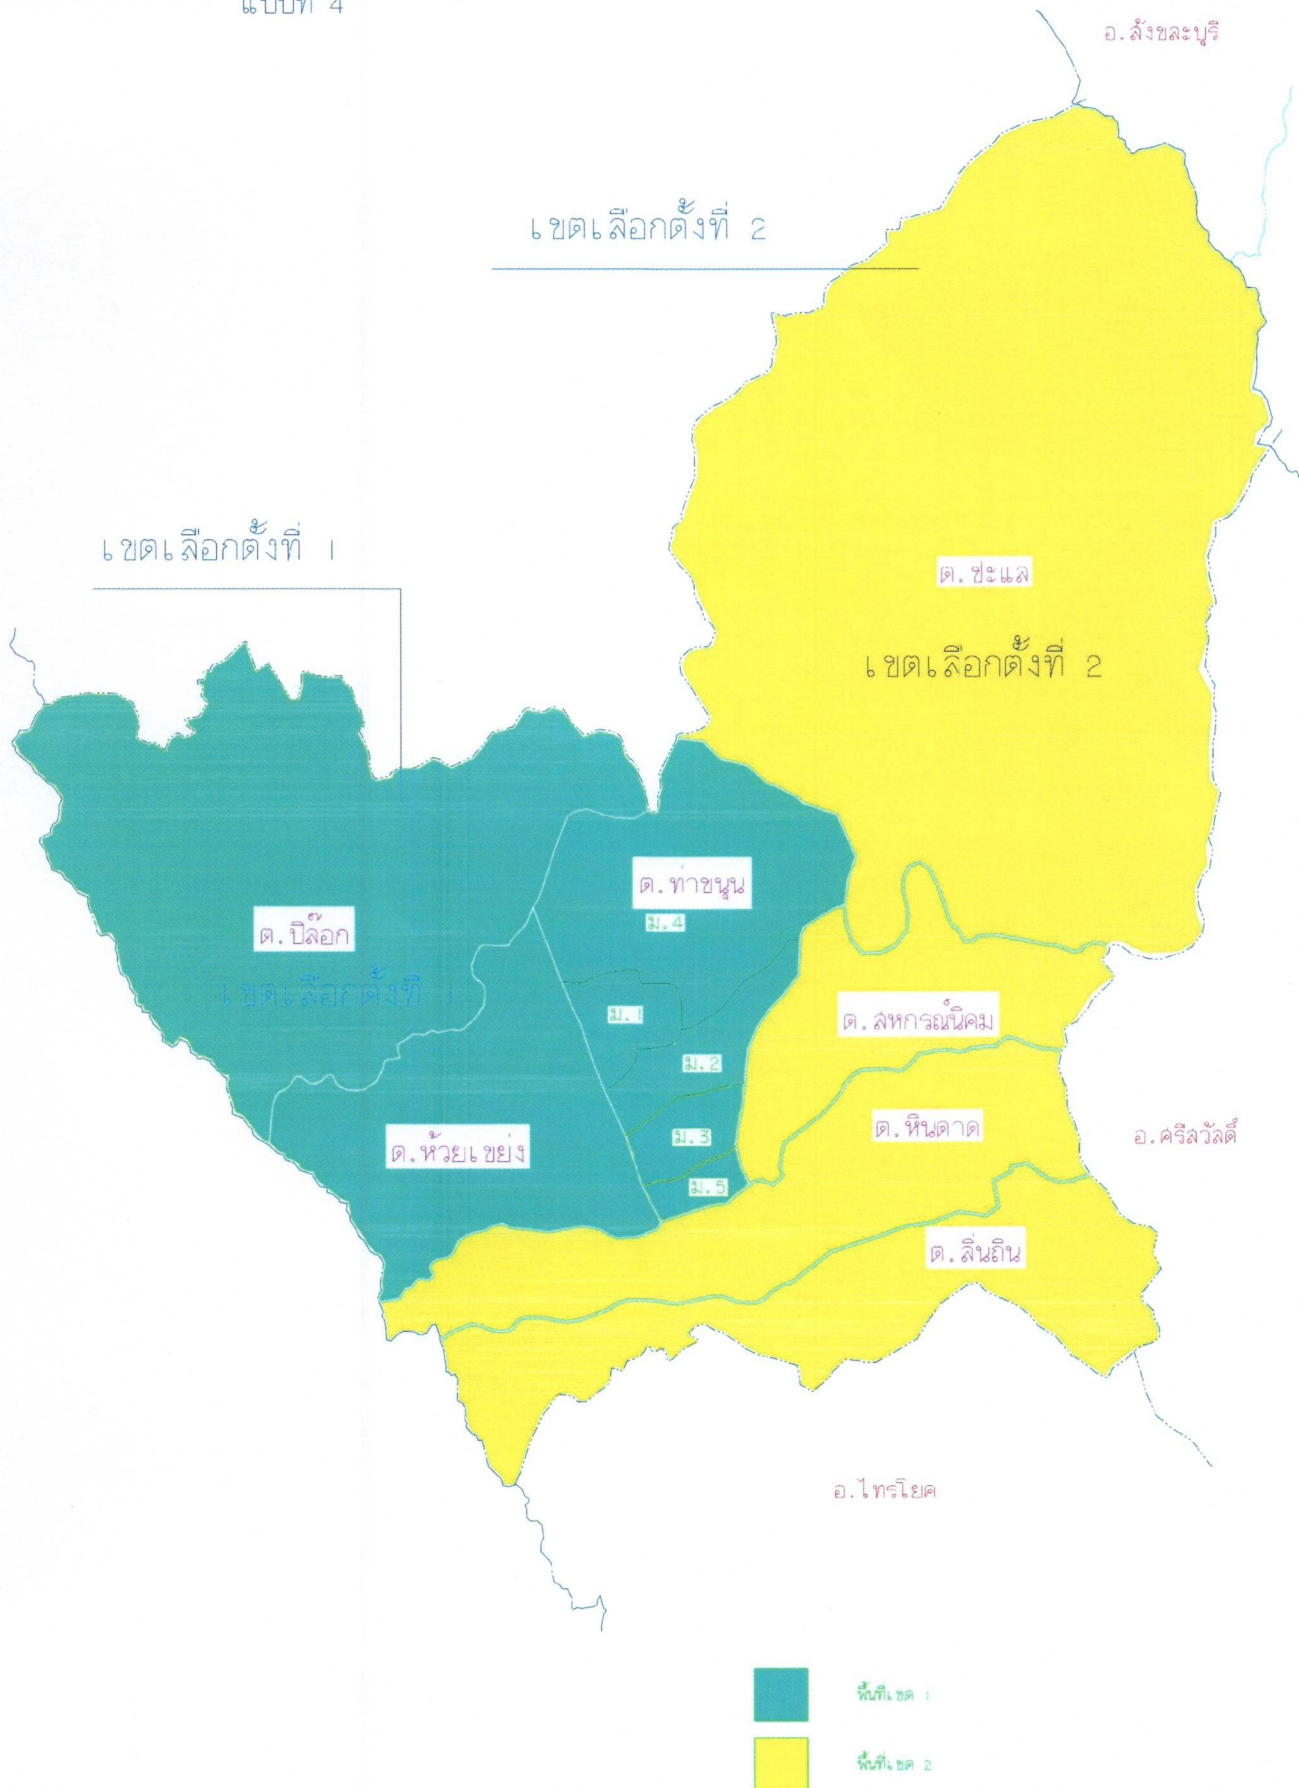 แบบที่ 4
อ.สังขละบุรี
เขตเลือกตั้งที่ 2
เขตเลือกตั้งที่ 1
ต.ชะแล
เขตเลือกตั้งที่ 2
ต.ท่าขนุน
ม.4
ต.ปิล๊อก
เขตเลือกตั้งที่ 1
ม.1
ต.สหกรณ์นิคม
ม.2
ต.หินดาด
ม.3
อ.ศรีสวัสดิ์
ต.ห้วยเขย่ง
ม.5
ต.ลิ่นถิน
อ.ไทรโยค
พื้นที่เขต 1
พื้นที่เขต 2